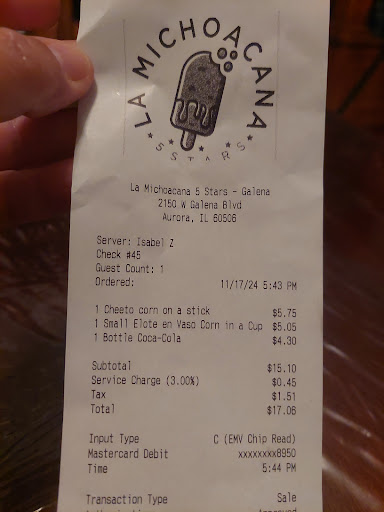 LA MICHOACANA
5 STARS
La Michoacana 5 Stars - Galena
2150 W Galena Blvd
Aurora, IL 60506
Server: Isabel Z
Check #45
Guest Count: 1
Ordered: 11/17/24 5:43 PM
1 Cheeto corn on a stick $5.75
1 Small Elote en Vaso Corn in a Cup $5.05
1 Bottle Coca-Cola $4.30
Subtotal $15.10
Service Charge (3.00%) $0.45
Tax $1.51
Total $17.06
Input Type C (EMV Chip Read)
Mastercard Debit xxxxxxxx8950
Time 5:44 PM
Transaction Type Sale